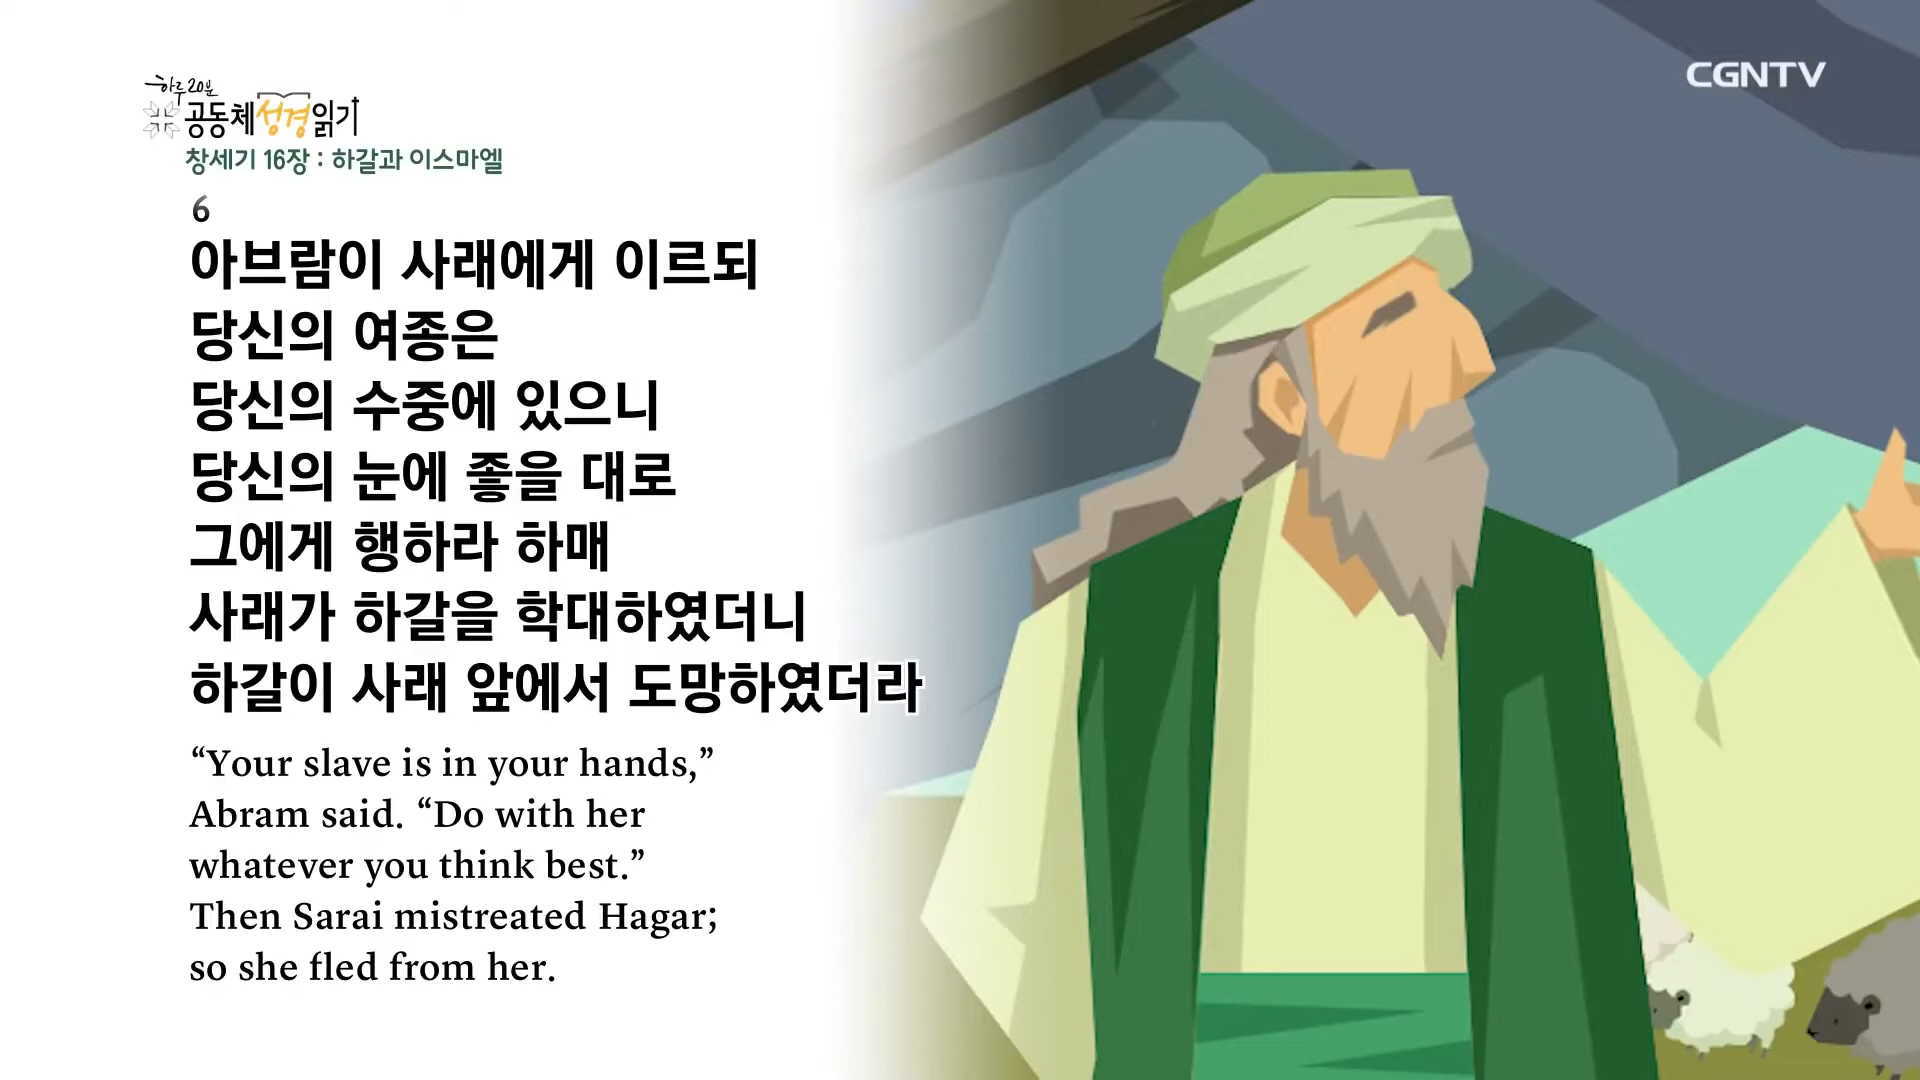 하루 20분
공동체성경읽기
CGNTV
창세기 16장 : 하갈과 이스마엘
6
아브람이 사래에게 이르되
당신의 여종은
당신의 수중에 있으니
당신의 눈에 좋을 대로
그에게 행하라 하매
사래가 하갈을 학대하였더니
하갈이 사래 앞에서 도망하였더라
“Your slave is in your hands,”
Abram said. “Do with her
whatever you think best.”
Then Sarai mistreated Hagar;
so she fled from her.